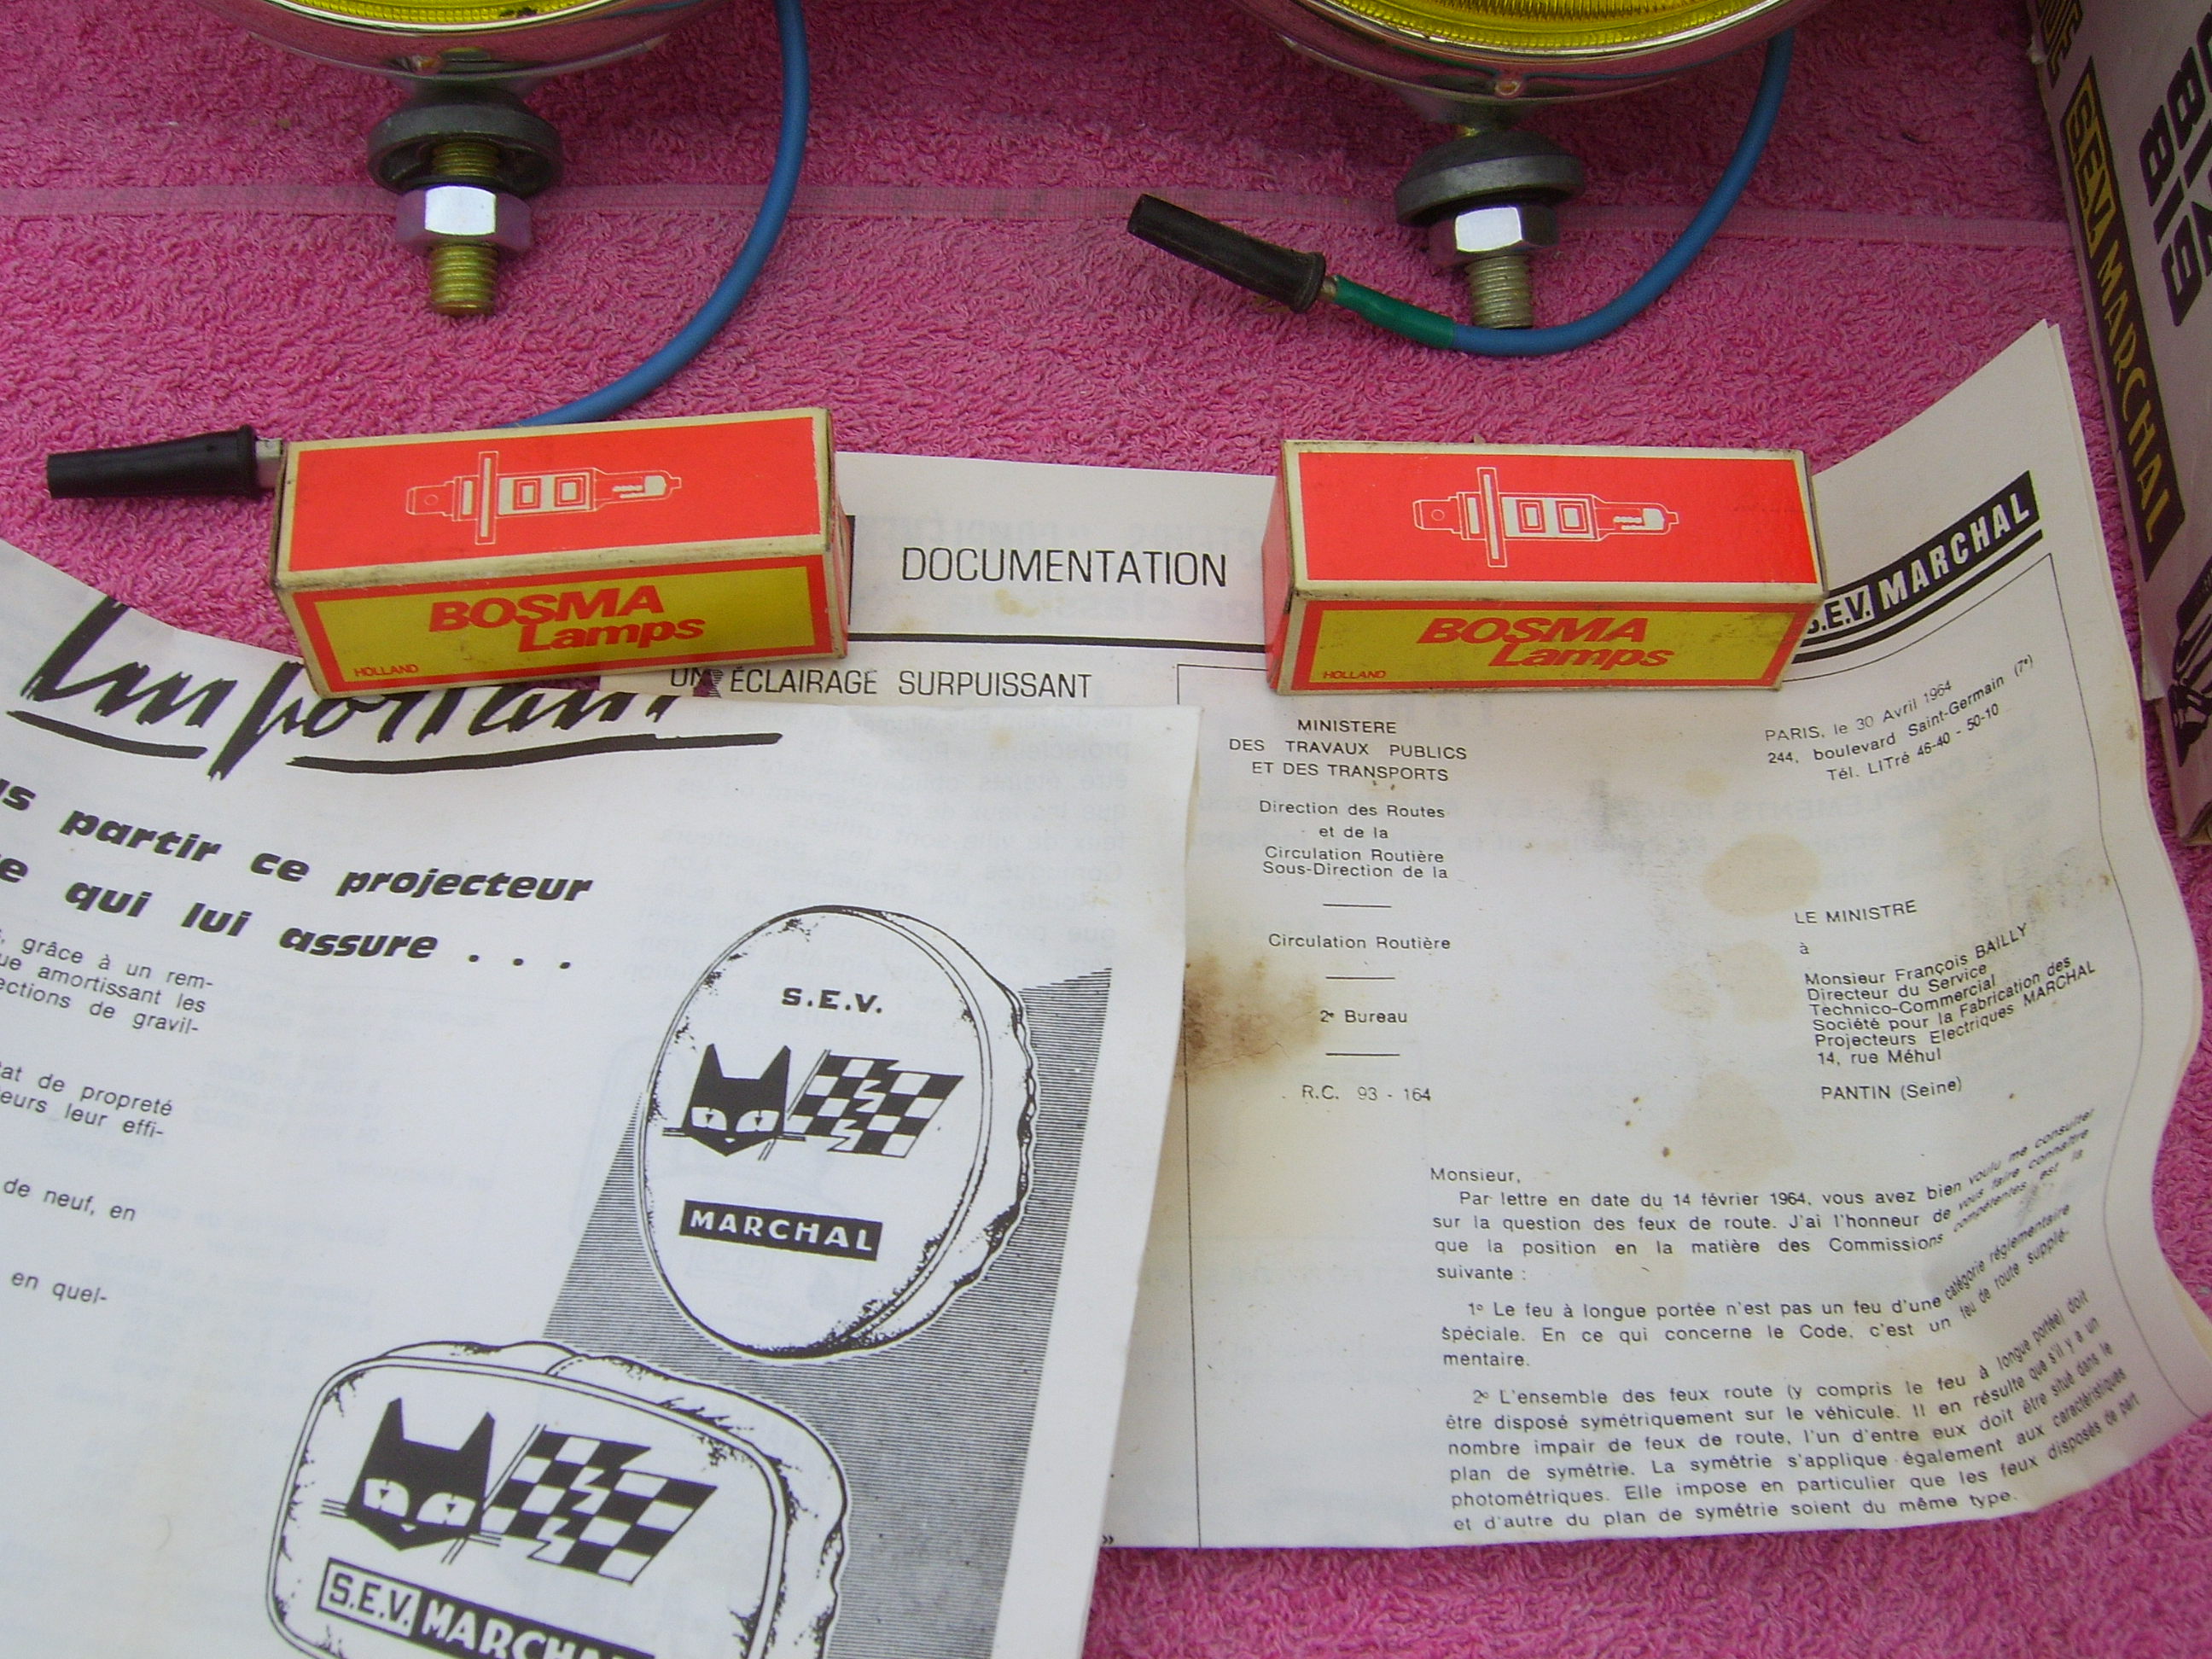 S.E.V. MARCHAL
BOSMA
Lamps
HOLLAND
DOCUMENTATION
BOSMA
Lamps
HOLLAND
S.E.V. MARCHAL
UN ÉCLAIRAGE SURPUISSANT
Important
partir ce projecteur
qui lui assure ...
grâce à un rem-
amortissant les
de gravil-
de propreté
leur effi-
de neuf, en
en quel-
S.E.V.
MARCHAL
S.E.V. MARCHAL
MINISTERE
DES TRAVAUX PUBLICS
ET DES TRANSPORTS
Direction des Routes
et de la
Circulation Routière
Sous-Direction de la
Circulation Routière
2e Bureau
R.C. 93 - 164
PARIS, le 30 Avril 1964
244, boulevard Saint-Germain (7e)
Tél. LITré 46-40 - 50-10
LE MINISTRE
à
Monsieur François BAILLY
Directeur du Service
Technico-Commercial
Société pour la Fabrication des
Projecteurs Electriques MARCHAL
14, rue Méhul
PANTIN (Seine)
Monsieur,
Par lettre en date du 14 février 1964, vous avez bien voulu me consulter
sur la question des feux de route. J'ai l'honneur de vous faire connaître
que la position en la matière des Commissions compétentes est la
suivante :
1° Le feu à longue portée n'est pas un feu d'une catégorie réglementaire
spéciale. En ce qui concerne le Code, c'est un feu de route supplé-
mentaire.
2° L'ensemble des feux route (y compris le feu à longue portée) doit
être disposé symétriquement sur le véhicule. Il en résulte que s'il y a un
nombre impair de feux de route, l'un d'entre eux doit être situé dans le
plan de symétrie. La symétrie s'applique également aux caractéristiques
photométriques. Elle impose en particulier que les feux disposés de part
et d'autre du plan de symétrie soient du même type.